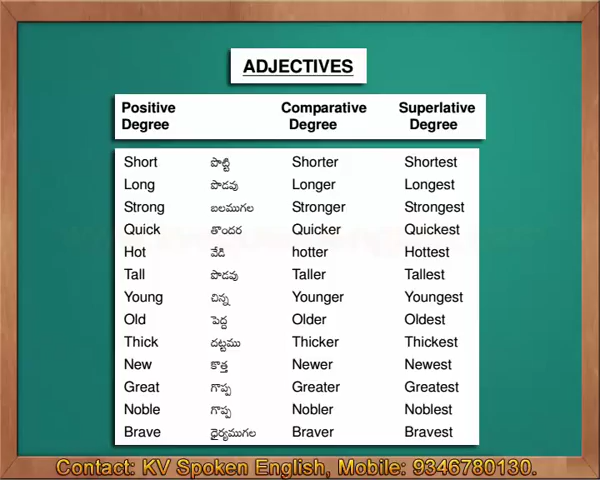 ADJECTIVES
Positive Degree Comparative Degree Superlative Degree
Short పొట్టి Shorter Shortest
Long పొడవు Longer Longest
Strong బలముగల Stronger Strongest
Quick తొందర Quicker Quickest
Hot వేడి hotter Hottest
Tall పొడవు Taller Tallest
Young చిన్న Younger Youngest
Old పెద్ద Older Oldest
Thick దట్టము Thicker Thickest
New కొత్త Newer Newest
Great గొప్ప Greater Greatest
Noble గొప్ప Nobler Noblest
Brave ధైర్యముగల Braver Bravest
Contact: KV Spoken English, Mobile: 9346780130.